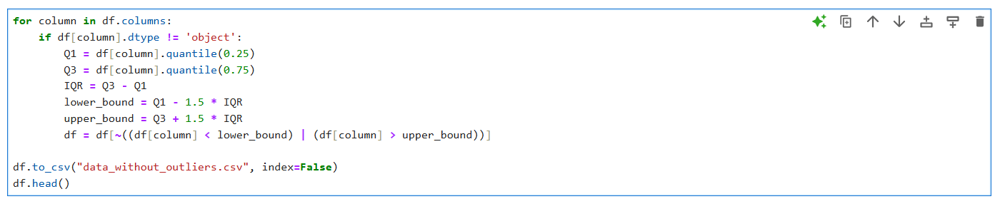 for column in df.columns:
    if df[column].dtype != 'object':
        Q1 = df[column].quantile(0.25)
        Q3 = df[column].quantile(0.75)
        IQR = Q3 - Q1
        lower_bound = Q1 - 1.5 * IQR
        upper_bound = Q3 + 1.5 * IQR
        df = df[~((df[column] < lower_bound) | (df[column] > upper_bound))]

df.to_csv("data_without_outliers.csv", index=False)
df.head()